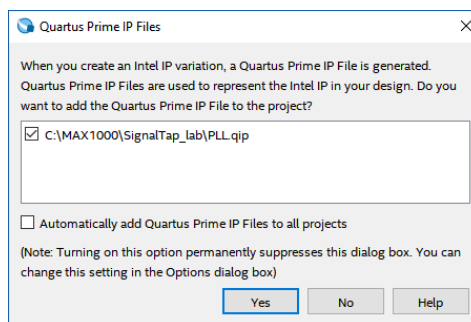 Quartus Prime IP Files
When you create an Intel IP variation, a Quartus Prime IP File is generated.
Quartus Prime IP Files are used to represent the Intel IP in your design. Do you
want to add the Quartus Prime IP File to the project?
C:\MAX1000\SignalTap_lab\PLL.qip
Automatically add Quartus Prime IP Files to all projects
(Note: Turning on this option permanently suppresses this dialog box. You can
change this setting in the Options dialog box)
Yes No Help